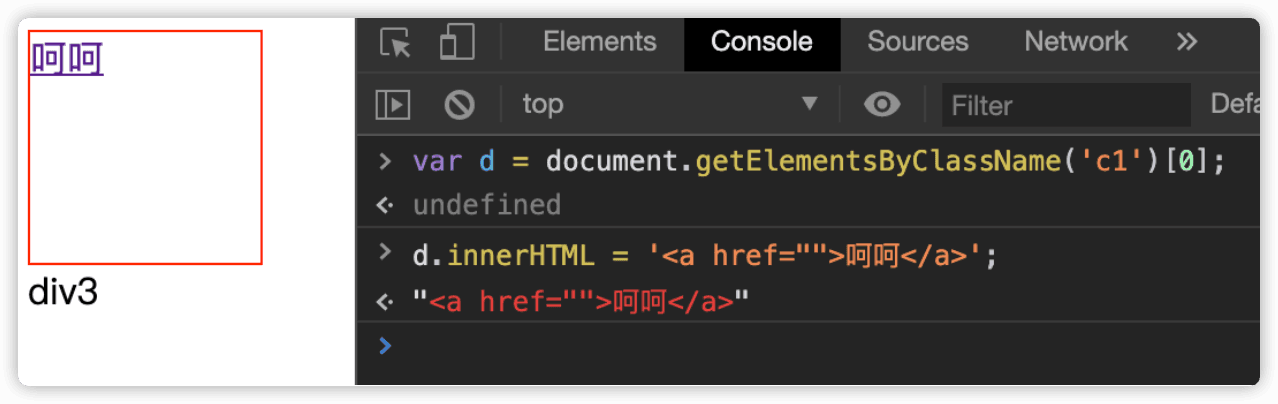 呵呵
div3
Elements Console Sources Network »
top ▼ Filter Defa
> var d = document.getElementsByClassName('c1')[0];
<· undefined
> d.innerHTML = '<a href="">呵呵</a>';
<· "<a href="">呵呵</a>"
>